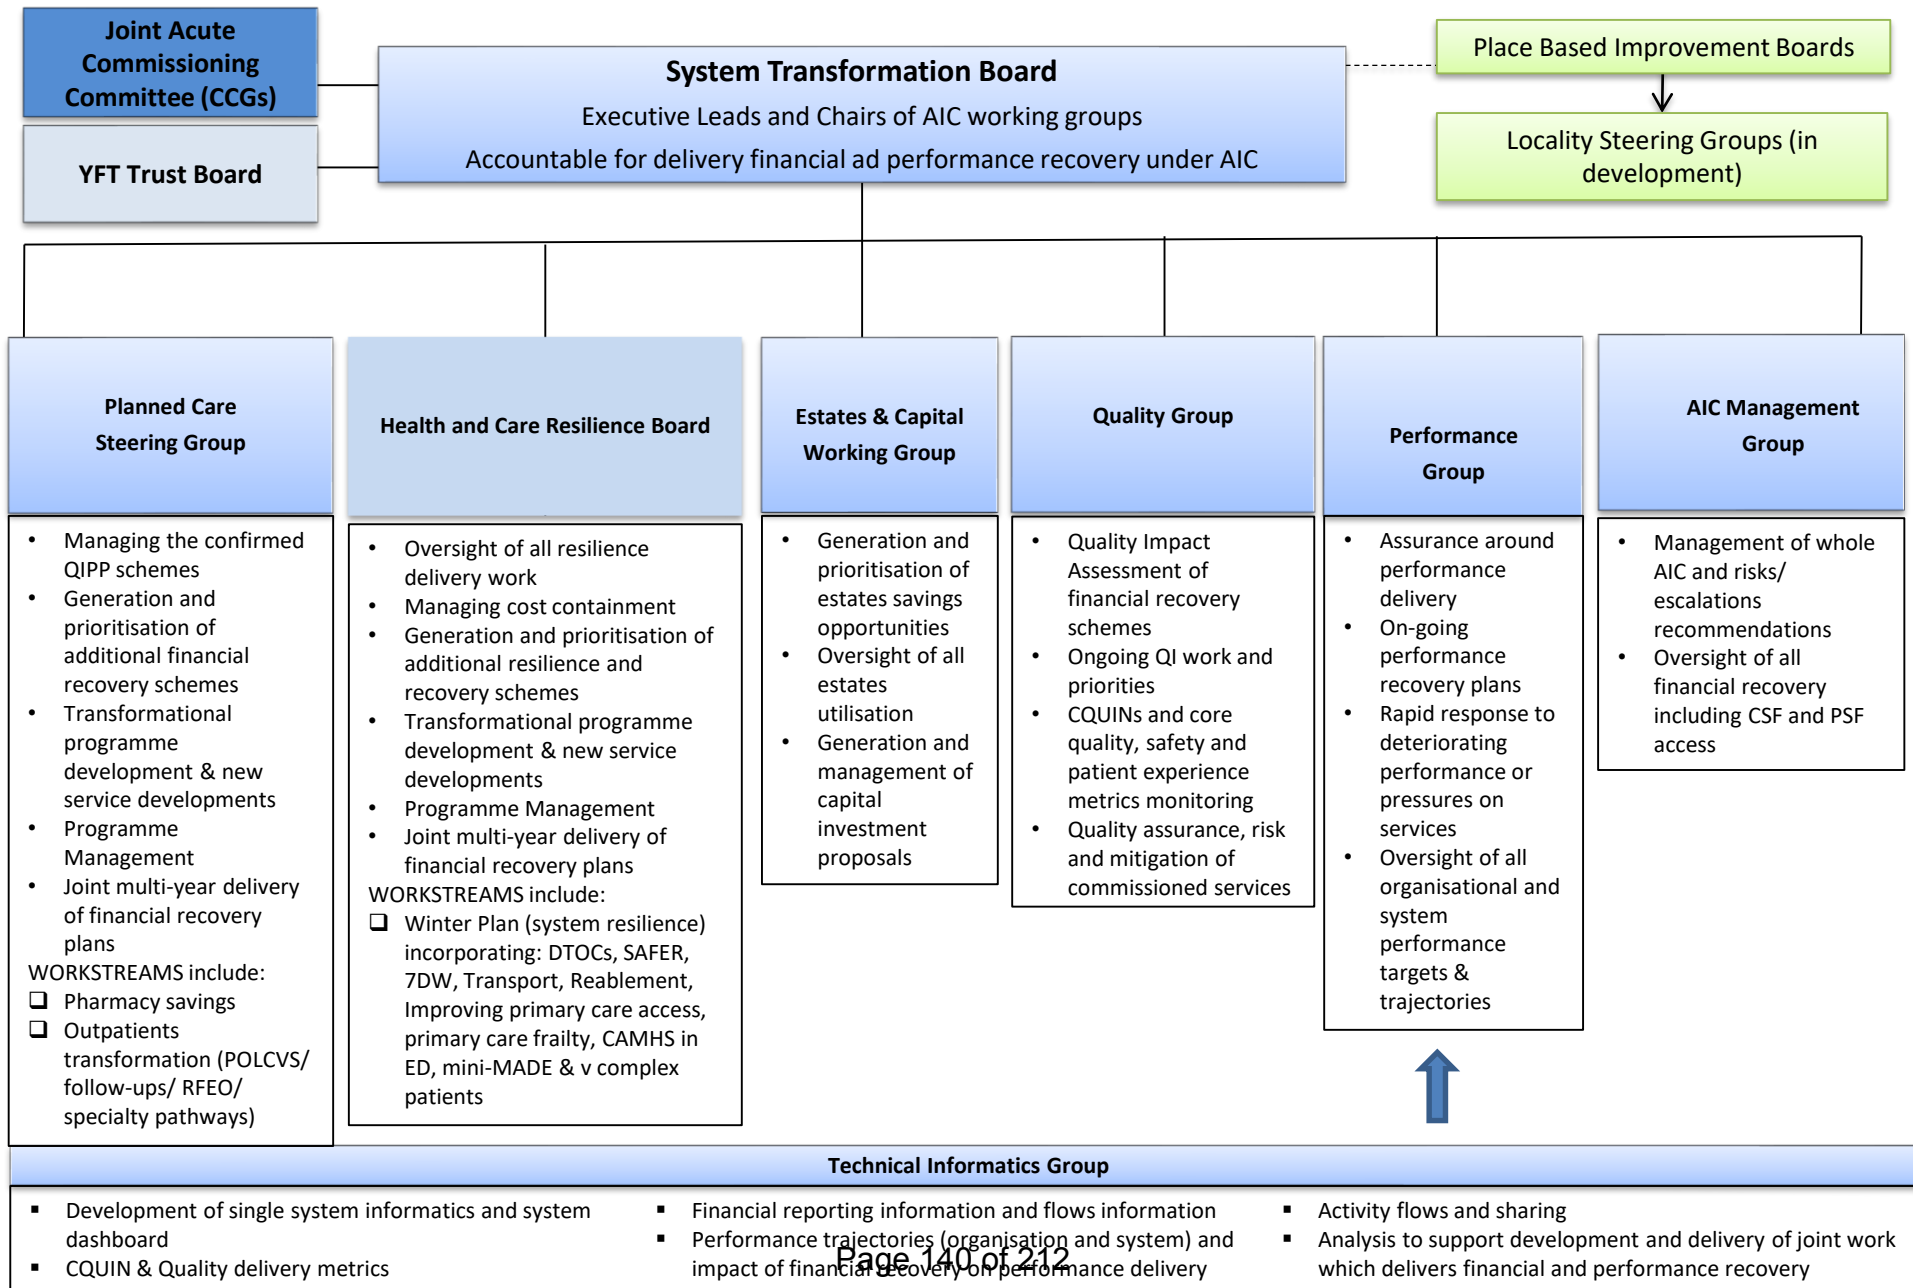 Joint Acute
Commissioning
Committee (CCGs)
YFT Trust Board
System Transformation Board
Executive Leads and Chairs of AIC working groups
Accountable for delivery financial ad performance recovery under AIC
Place Based Improvement Boards
Locality Steering Groups (in
development)
Planned Care
Steering Group
• Managing the confirmed
QIPP schemes
• Generation and
prioritisation of
additional financial
recovery schemes
• Transformational
programme
development & new
service developments
• Programme
Management
• Joint multi-year delivery
of financial recovery
plans
WORKSTREAMS include:
❑ Pharmacy savings
❑ Outpatients
transformation (POLCVS/
follow-ups/ RFEO/
specialty pathways)
Health and Care Resilience Board
• Oversight of all resilience
delivery work
• Managing cost containment
• Generation and prioritisation of
additional resilience and
recovery schemes
• Transformational programme
development & new service
developments
• Programme Management
• Joint multi-year delivery of
financial recovery plans
WORKSTREAMS include:
❑ Winter Plan (system resilience)
incorporating: DTOCs, SAFER,
7DW, Transport, Reablement,
Improving primary care access,
primary care frailty, CAMHS in
ED, mini-MADE & v complex
patients
Estates & Capital
Working Group
• Generation and
prioritisation of
estates savings
opportunities
• Oversight of all
estates
utilisation
• Generation and
management of
capital
investment
proposals
Quality Group
• Quality Impact
Assessment of
financial recovery
schemes
• Ongoing QI work and
priorities
• CQUINs and core
quality, safety and
patient experience
metrics monitoring
• Quality assurance, risk
and mitigation of
commissioned services
Performance
Group
• Assurance around
performance
delivery
• On-going
performance
recovery plans
• Rapid response to
deteriorating
performance or
pressures on
services
• Oversight of all
organisational and
system
performance
targets &
trajectories
AIC Management
Group
• Management of whole
AIC and risks/
escalations
recommendations
• Oversight of all
financial recovery
including CSF and PSF
access
Technical Informatics Group
▪ Development of single system informatics and system
dashboard
▪ CQUIN & Quality delivery metrics
▪ Financial reporting information and flows information
▪ Performance trajectories (organisation and system) and
impact of financial recovery on performance delivery
▪ Activity flows and sharing
▪ Analysis to support development and delivery of joint work
which delivers financial and performance recovery
Page 140 of 212